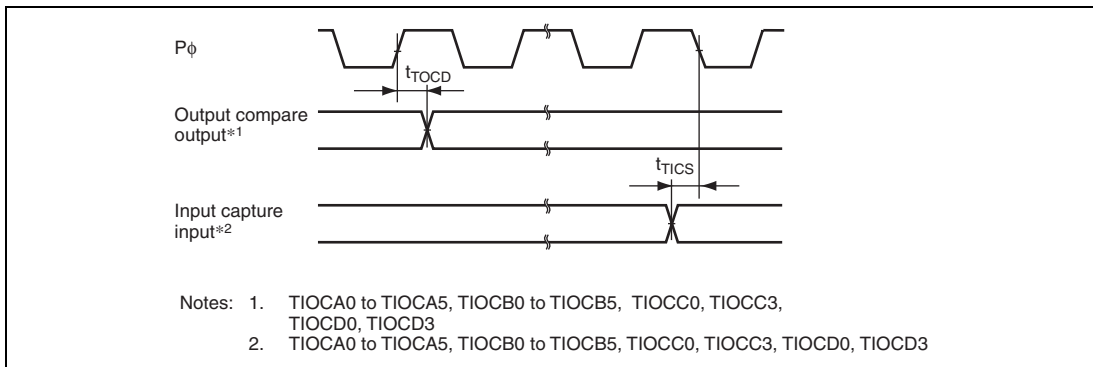 Pϕ
tTOCD
Output compare
output*1
tTICS
Input capture
input*2
Notes: 1. TIOCA0 to TIOCA5, TIOCB0 to TIOCB5, TIOCC0, TIOCC3,
TIOCD0, TIOCD3
2. TIOCA0 to TIOCA5, TIOCB0 to TIOCB5, TIOCC0, TIOCC3, TIOCD0, TIOCD3